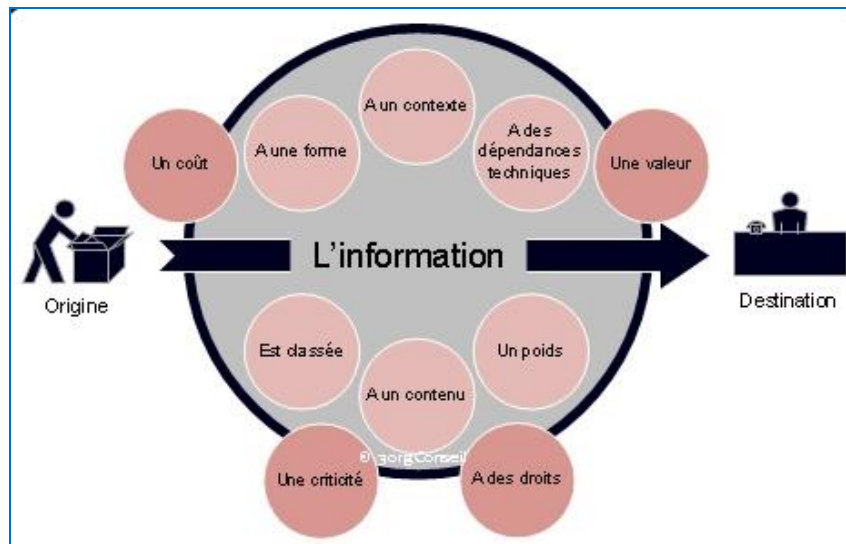 A un contexte
Un coût
A une forme
A des
dépendances
techniques
Une valeur
Origine
L'information
Destination
Est classée
A un contenu
Un poids
© 3orgConseil
Une criticité
A des droits